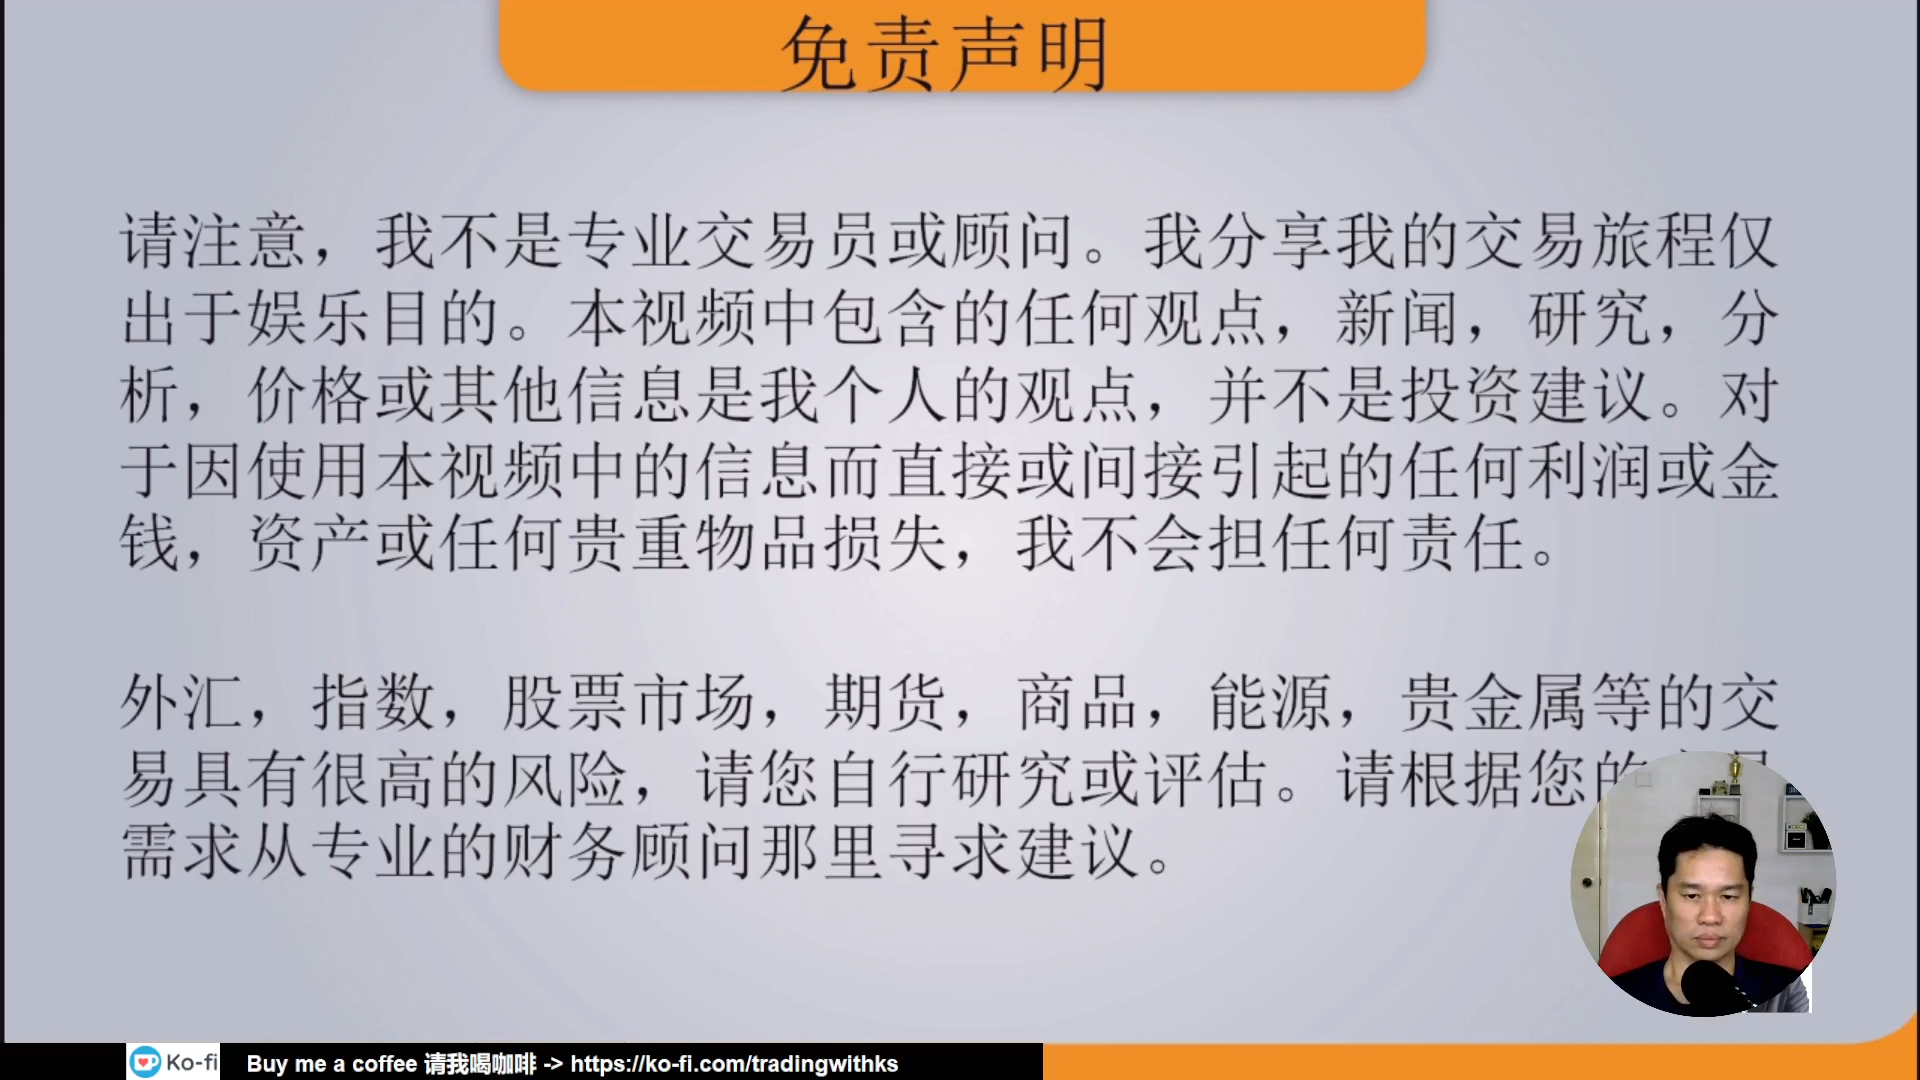 免责声明
请注意，我不是专业交易员或顾问。我分享我的交易旅程仅
出于娱乐目的。本视频中包含的任何观点，新闻，研究，分
析，价格或其他信息是我个人的观点，并不是投资建议。对
于因使用本视频中的信息而直接或间接引起的任何利润或金
钱，资产或任何贵重物品损失，我不会担任何责任。
外汇，指数，股票市场，期货，商品，能源，贵金属等的交
易具有很高的风险，请您自行研究或评估。请根据您的
需求从专业的财务顾问那里寻求建议。
Ko-fi Buy me a coffee 请我喝咖啡 -> https://ko-fi.com/tradingwithks